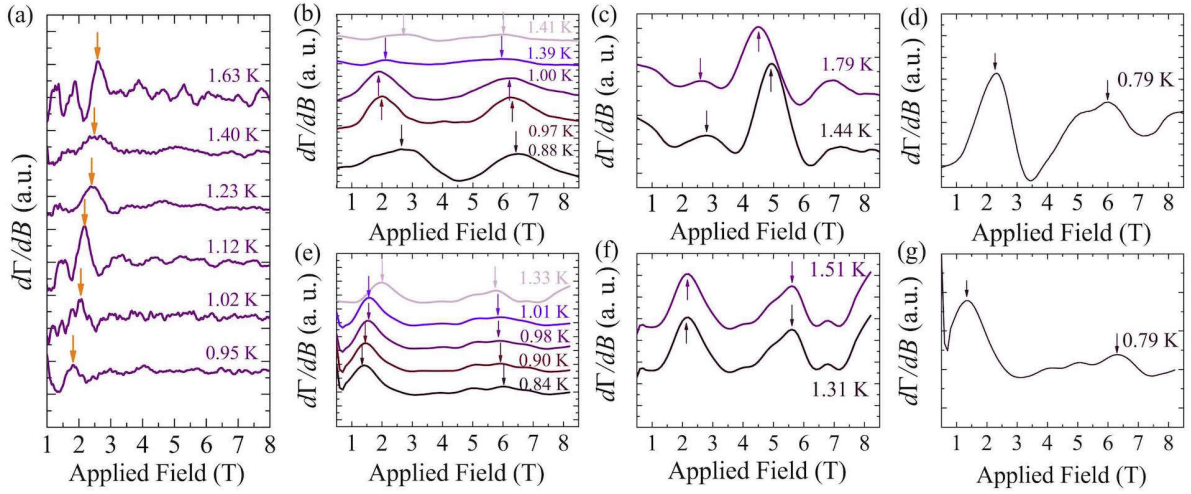 (a)
1.63 K
1.40 K
1.23 K
1.12 K
1.02 K
0.95 K
dΓ/dB (a.u.)
1 2 3 4 5 6 7 8
Applied Field (T)
(b)
1.41 K
1.39 K
1.00 K
0.97 K
0.88 K
dΓ/dB (a. u.)
1 2 3 4 5 6 7 8
Applied Field (T)
(c)
1.79 K
1.44 K
dΓ/dB (a. u.)
1 2 3 4 5 6 7 8
Applied Field (T)
(d)
0.79 K
dΓ/dB (a. u.)
1 2 3 4 5 6 7 8
Applied Field (T)
(e)
1.33 K
1.01 K
0.98 K
0.90 K
0.84 K
dΓ/dB (a. u.)
1 2 3 4 5 6 7 8
Applied Field (T)
(f)
1.51 K
1.31 K
dΓ/dB (a. u.)
1 2 3 4 5 6 7 8
Applied Field (T)
(g)
0.79 K
dΓ/dB (a. u.)
1 2 3 4 5 6 7 8
Applied Field (T)